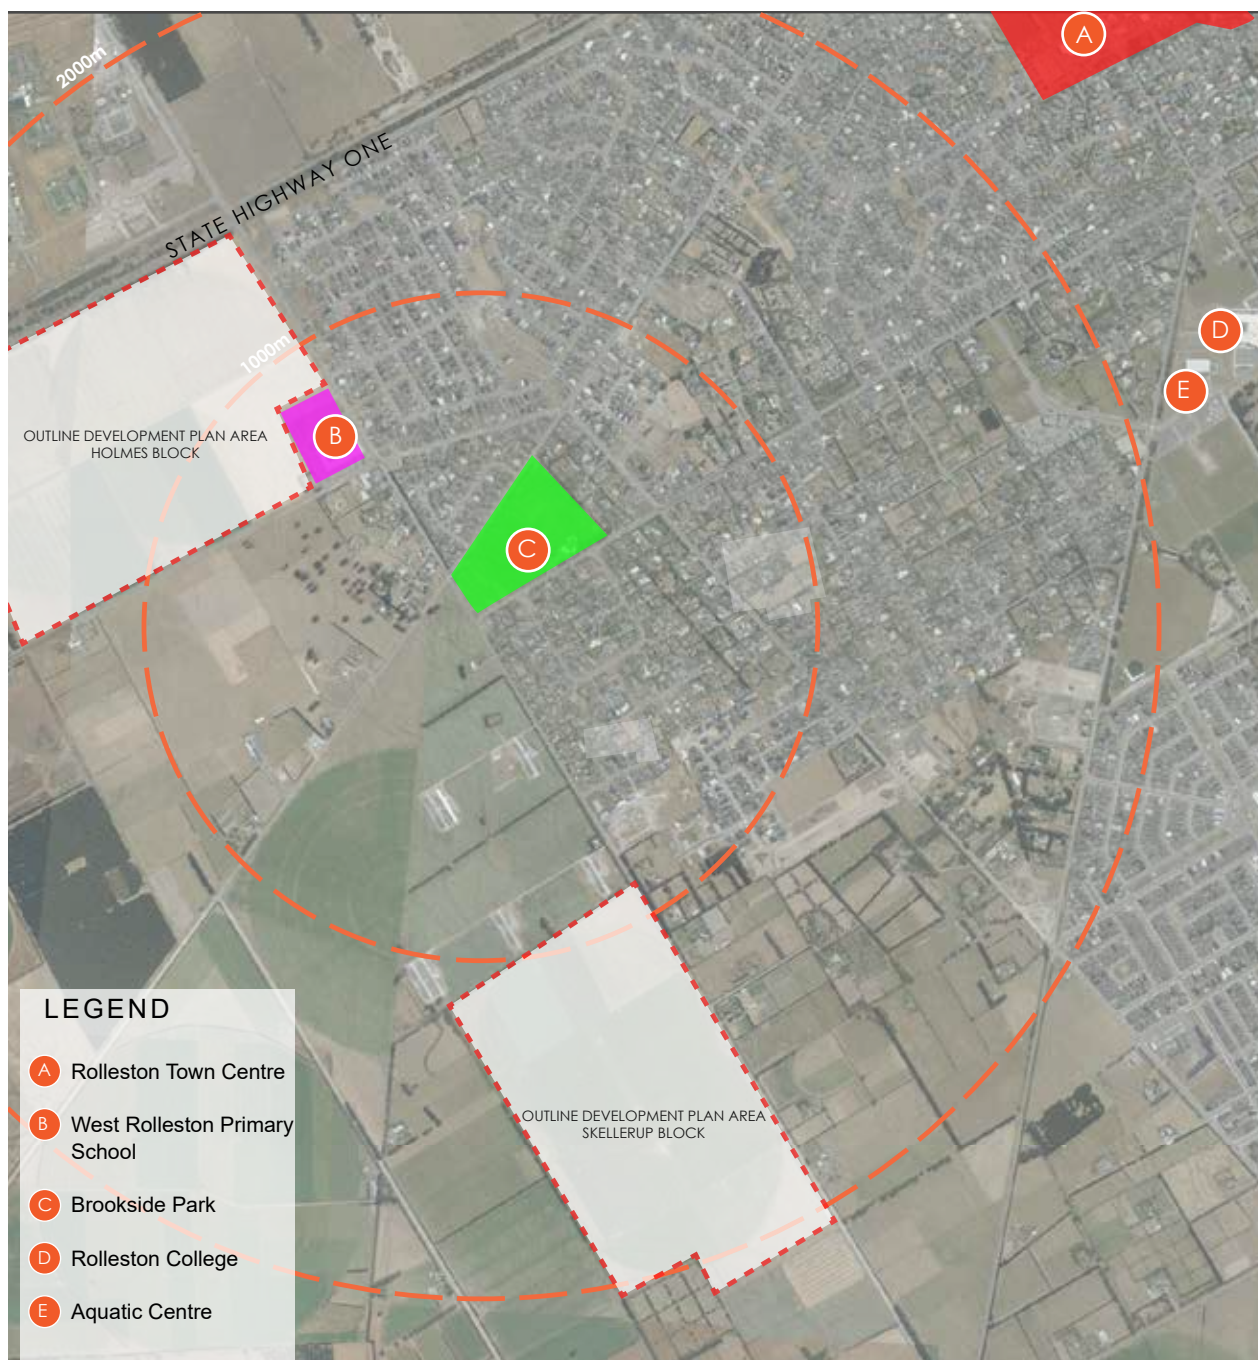 A
2000m
STATE HIGHWAY ONE
D
1000m
E
B
OUTLINE DEVELOPMENT PLAN AREA
HOLMES BLOCK
C
LEGEND
A Rolleston Town Centre
B West Rolleston Primary
School
C Brookside Park
D Rolleston College
E Aquatic Centre
OUTLINE DEVELOPMENT PLAN AREA
SKELLERUP BLOCK